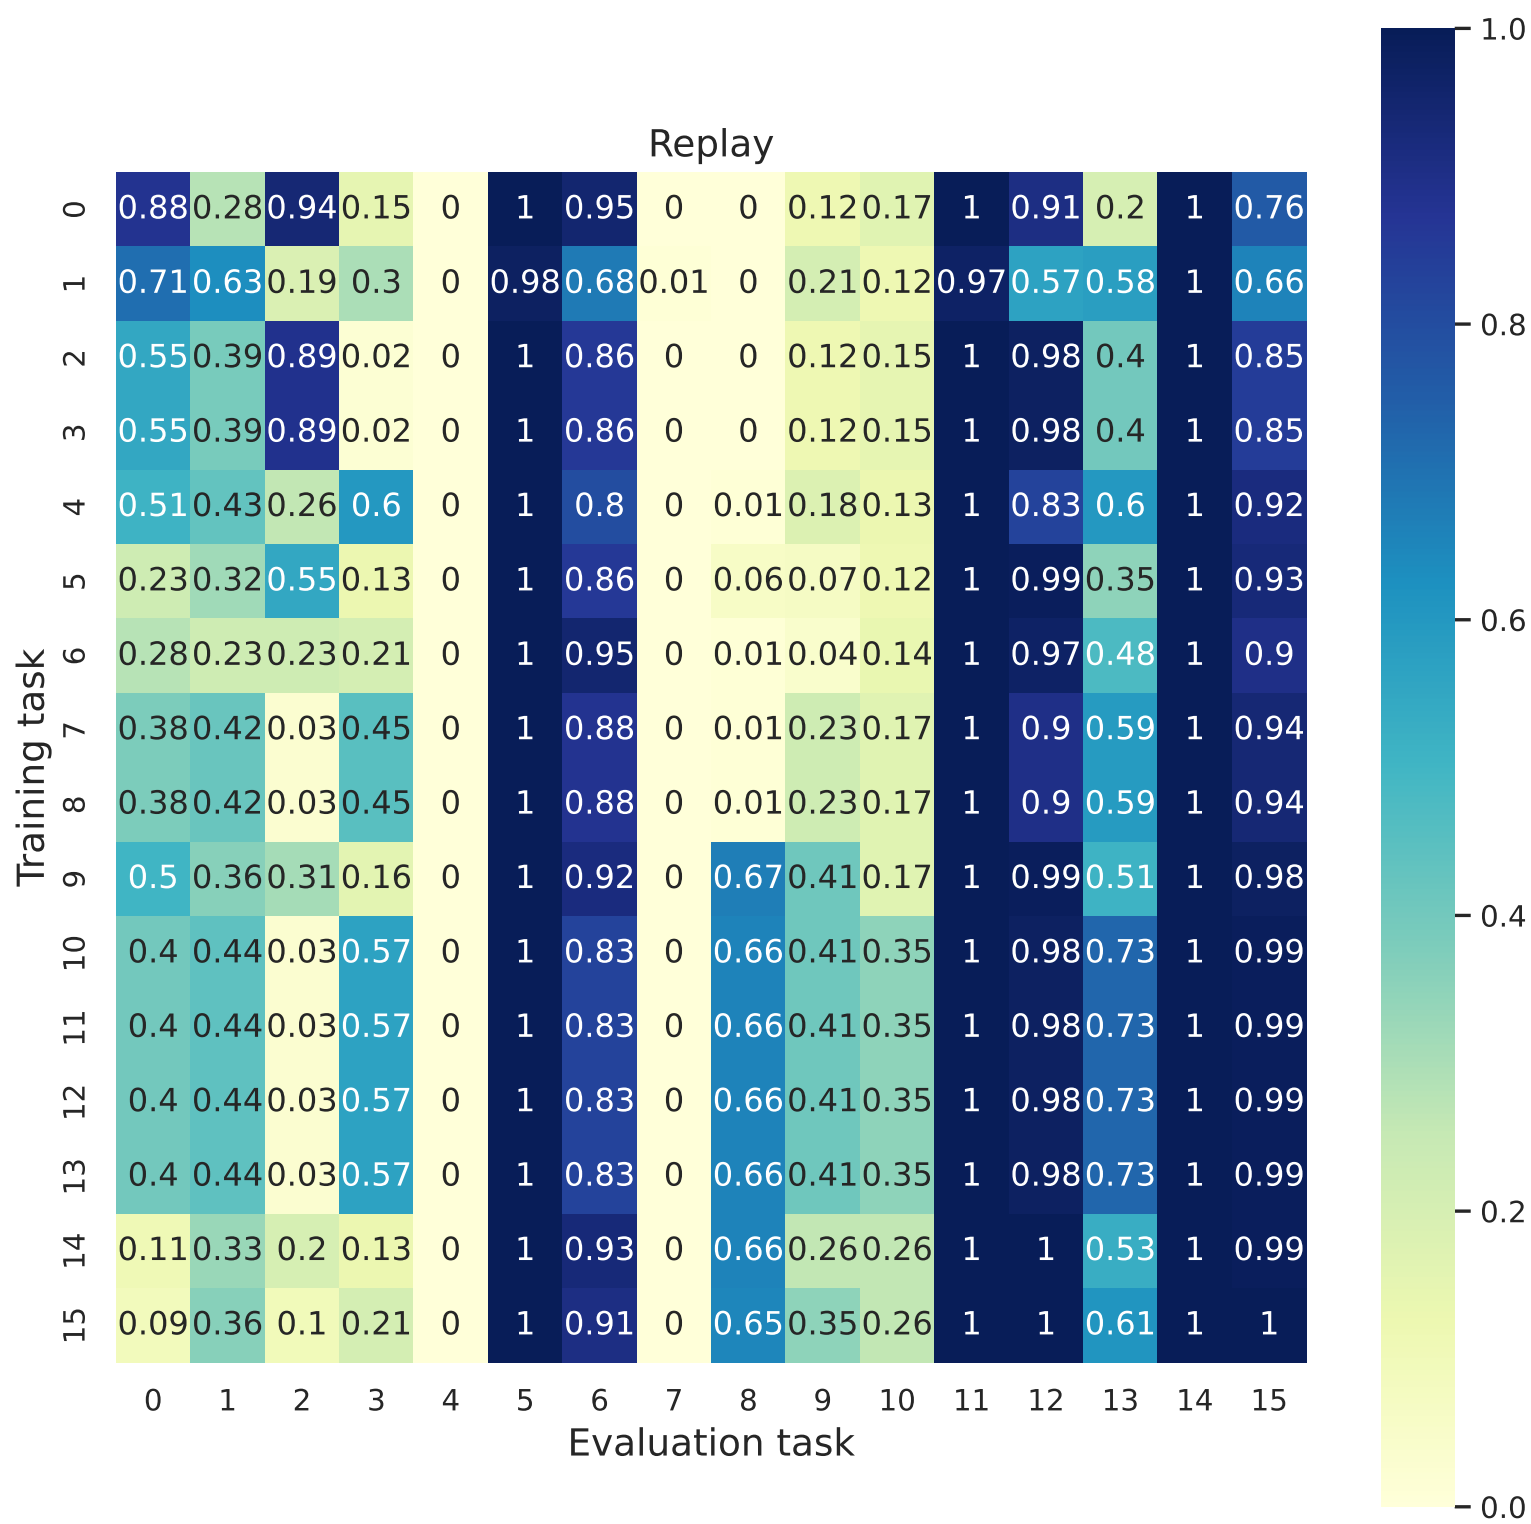 Replay
0 0.88 0.28 0.94 0.15 0 1 0.95 0 0 0.12 0.17 1 0.91 0.2 1 0.76
1 0.71 0.63 0.19 0.3 0 0.98 0.68 0.01 0 0.21 0.12 0.97 0.57 0.58 1 0.66
2 0.55 0.39 0.89 0.02 0 1 0.86 0 0 0.12 0.15 1 0.98 0.4 1 0.85
3 0.55 0.39 0.89 0.02 0 1 0.86 0 0 0.12 0.15 1 0.98 0.4 1 0.85
4 0.51 0.43 0.26 0.6 0 1 0.8 0 0.01 0.18 0.13 1 0.83 0.6 1 0.92
5 0.23 0.32 0.55 0.13 0 1 0.86 0 0.06 0.07 0.12 1 0.99 0.35 1 0.93
6 0.28 0.23 0.23 0.21 0 1 0.95 0 0.01 0.04 0.14 1 0.97 0.48 1 0.9
7 0.38 0.42 0.03 0.45 0 1 0.88 0 0.01 0.23 0.17 1 0.9 0.59 1 0.94
8 0.38 0.42 0.03 0.45 0 1 0.88 0 0.01 0.23 0.17 1 0.9 0.59 1 0.94
9 0.5 0.36 0.31 0.16 0 1 0.92 0 0.67 0.41 0.17 1 0.99 0.51 1 0.98
10 0.4 0.44 0.03 0.57 0 1 0.83 0 0.66 0.41 0.35 1 0.98 0.73 1 0.99
11 0.4 0.44 0.03 0.57 0 1 0.83 0 0.66 0.41 0.35 1 0.98 0.73 1 0.99
12 0.4 0.44 0.03 0.57 0 1 0.83 0 0.66 0.41 0.35 1 0.98 0.73 1 0.99
13 0.4 0.44 0.03 0.57 0 1 0.83 0 0.66 0.41 0.35 1 0.98 0.73 1 0.99
14 0.11 0.33 0.2 0.13 0 1 0.93 0 0.66 0.26 0.26 1 1 0.53 1 0.99
15 0.09 0.36 0.1 0.21 0 1 0.91 0 0.65 0.35 0.26 1 1 0.61 1 1
0 1 2 3 4 5 6 7 8 9 10 11 12 13 14 15
Evaluation task
Training task
1.0
0.8
0.6
0.4
0.2
0.0